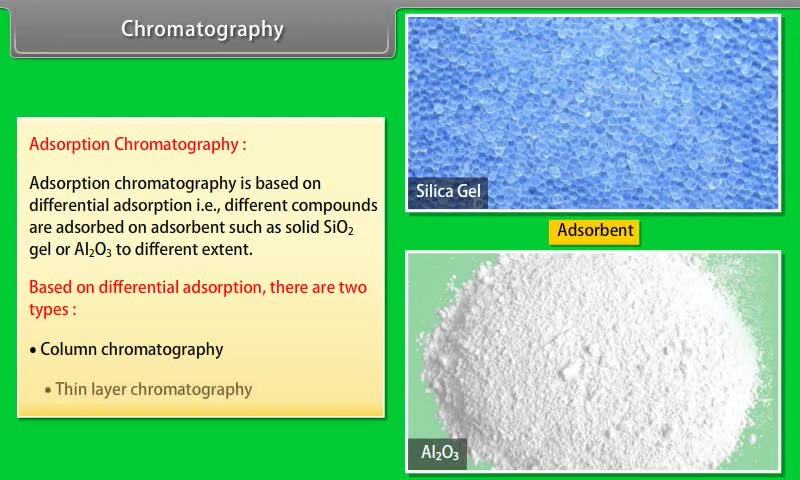 Chromatography
Adsorption Chromatography :
Adsorption chromatography is based on
differential adsorption i.e., different compounds
are adsorbed on adsorbent such as solid SiO₂
gel or Al₂O₃ to different extent.
Based on differential adsorption, there are two
types :
• Column chromatography
• Thin layer chromatography
Silica Gel
Adsorbent
Al₂O₃